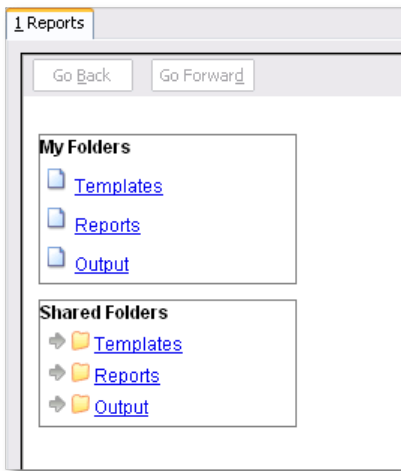 1 Reports
Go Back Go Forward
My Folders
Templates
Reports
Output
Shared Folders
Templates
Reports
Output